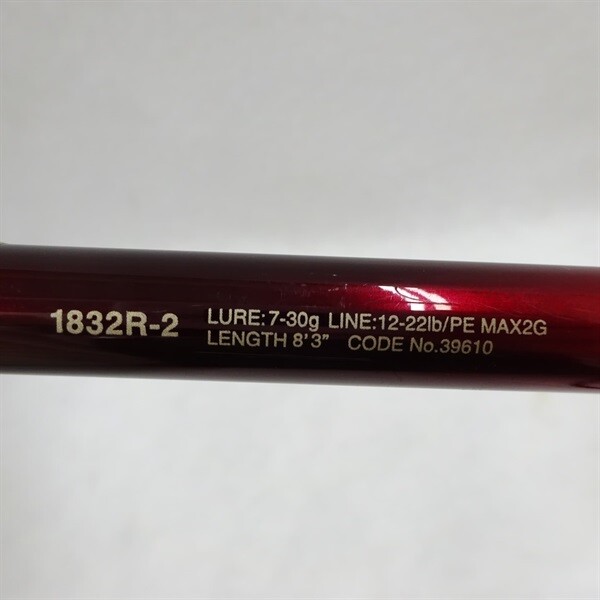 1832R-2
LURE:7-30g LINE:12-22lb/PE MAX2G
LENGTH 8'3" CODE No.39610